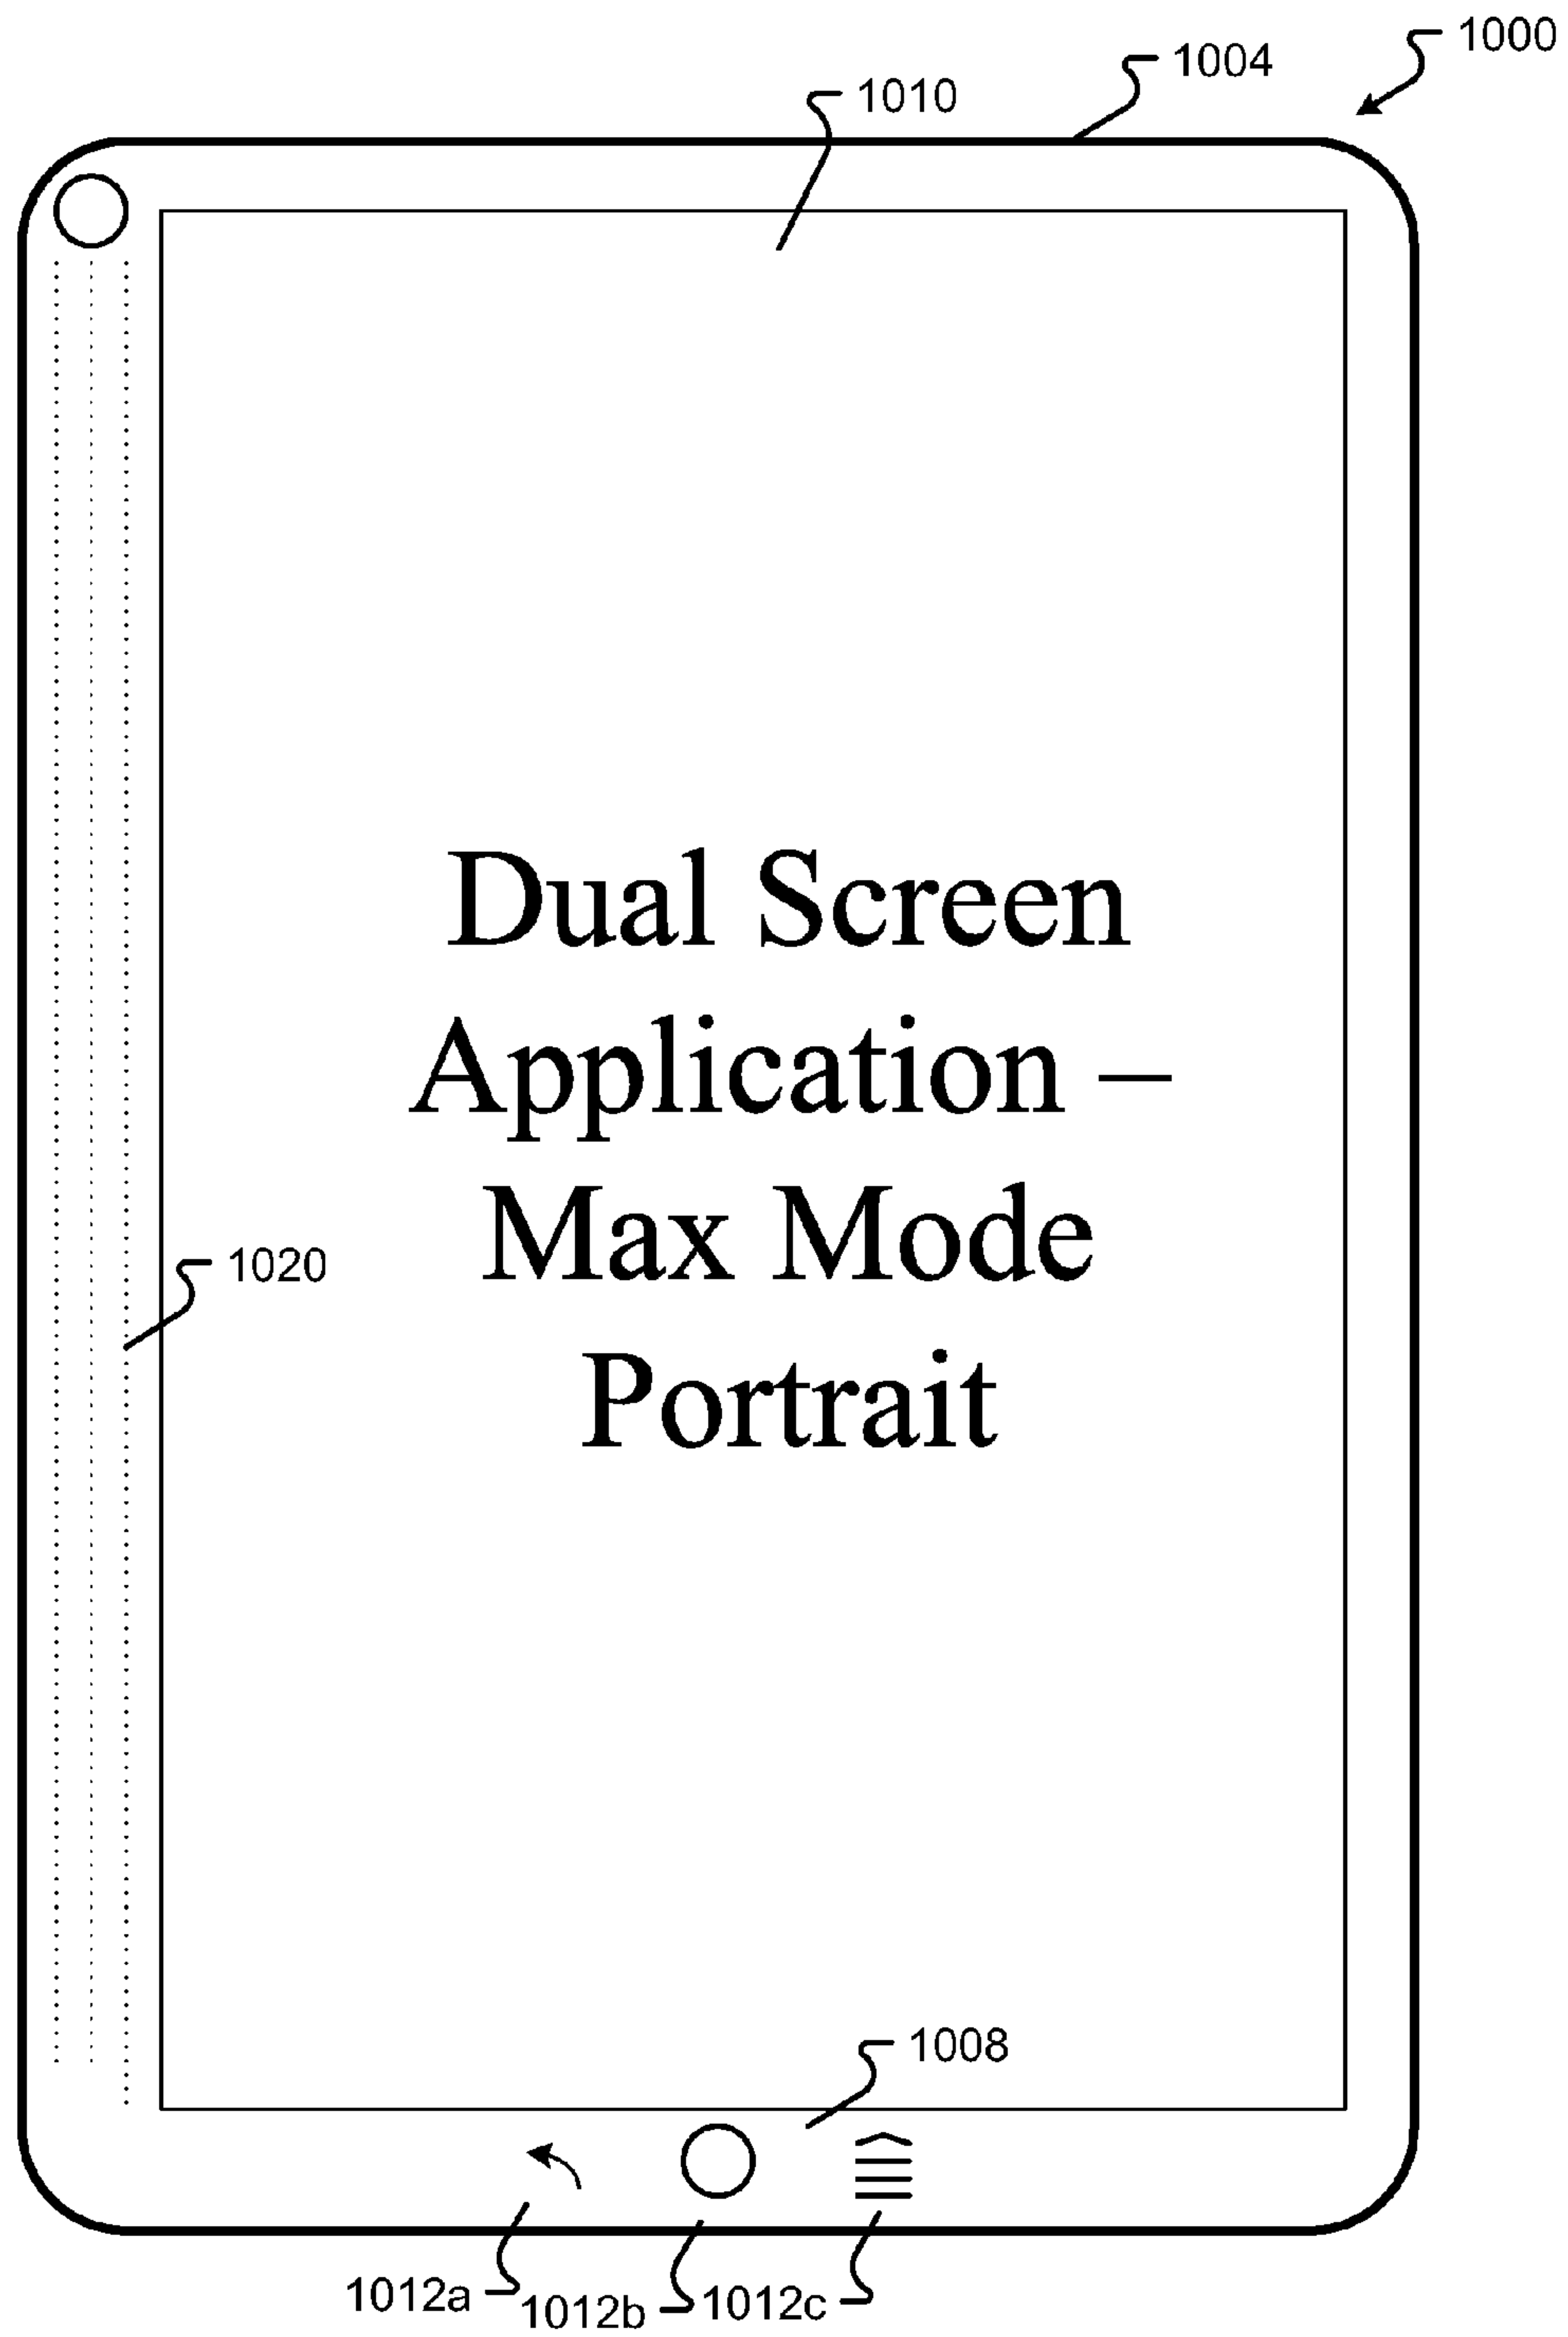 1000
1004
1010
Dual Screen
Application –
Max Mode
Portrait
1020
1008
1012a
1012b
1012c